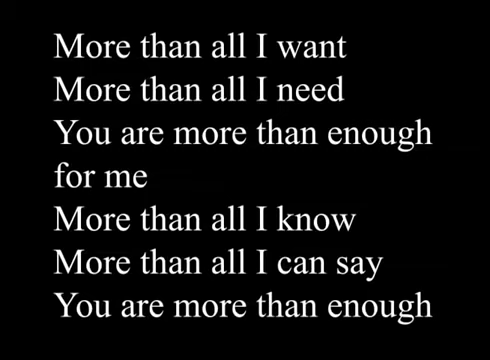 More than all I want
More than all I need
You are more than enough
for me
More than all I know
More than all I can say
You are more than enough